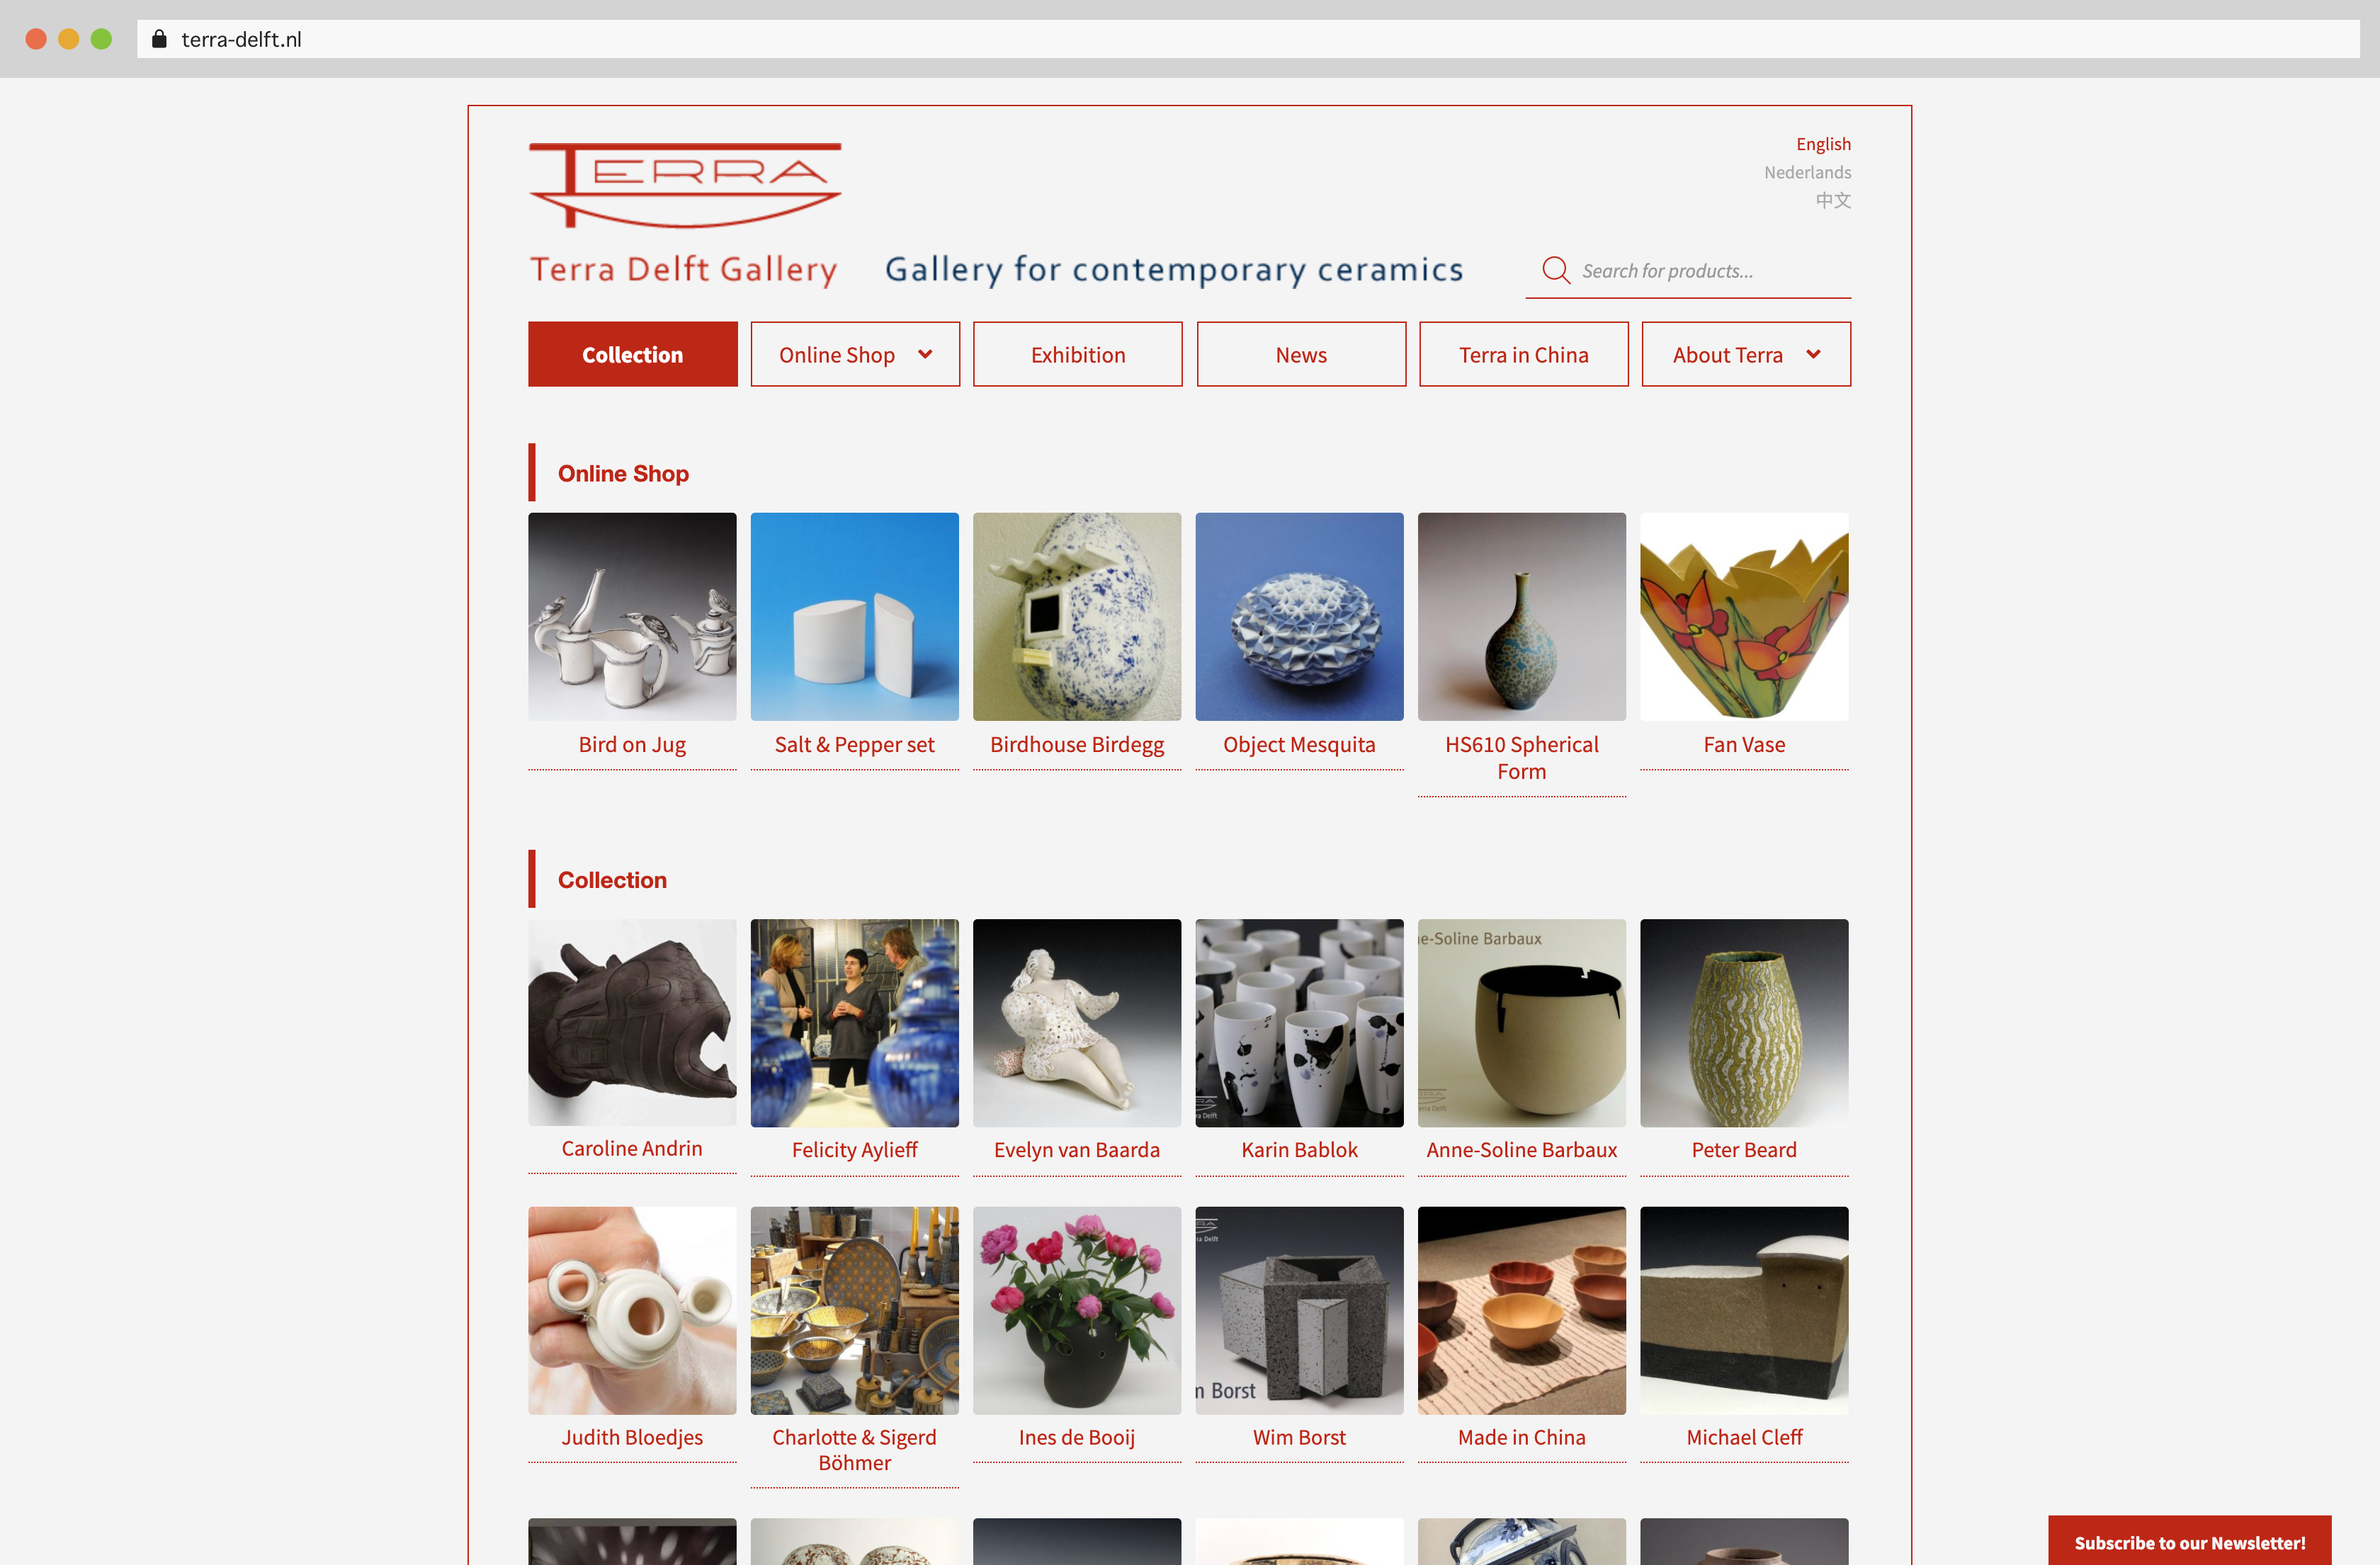 terra-delft.nl
TERRA
English
Nederlands
中文
Terra Delft Gallery
Gallery for contemporary ceramics
Search for products...
Collection
Online Shop
Exhibition
News
Terra in China
About Terra
Online Shop
Bird on Jug
Salt & Pepper set
Birdhouse Birdegg
Object Mesquita
HS610 Spherical
Form
Fan Vase
Collection
e-Soline Barbaux
Caroline Andrin
Felicity Aylieff
Evelyn van Baarda
Karin Bablok
Anne-Soline Barbaux
Peter Beard
n Borst
Judith Bloedjes
Charlotte & Sigerd
Böhmer
Ines de Booij
Wim Borst
Made in China
Michael Cleff
Subscribe to our Newsletter!